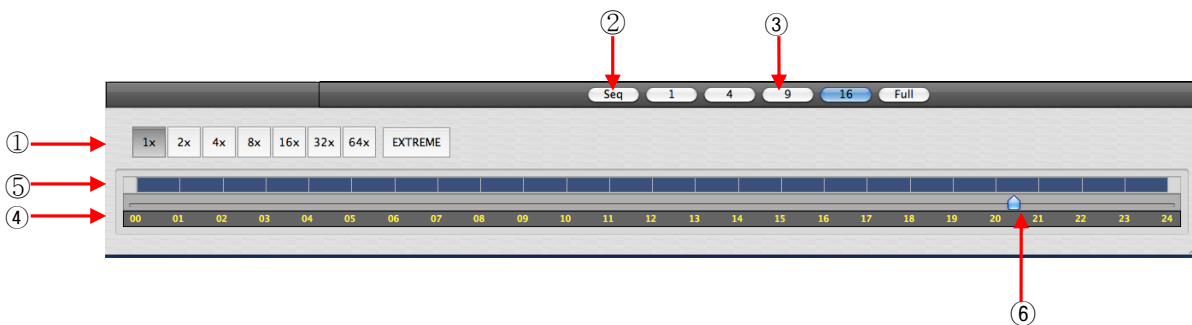 ② ③
Seq 1 4 9 16 Full
① 1x 2x 4x 8x 16x 32x 64x EXTREME
⑤
④ 00 01 02 03 04 05 06 07 08 09 10 11 12 13 14 15 16 17 18 19 20 21 22 23 24
⑥